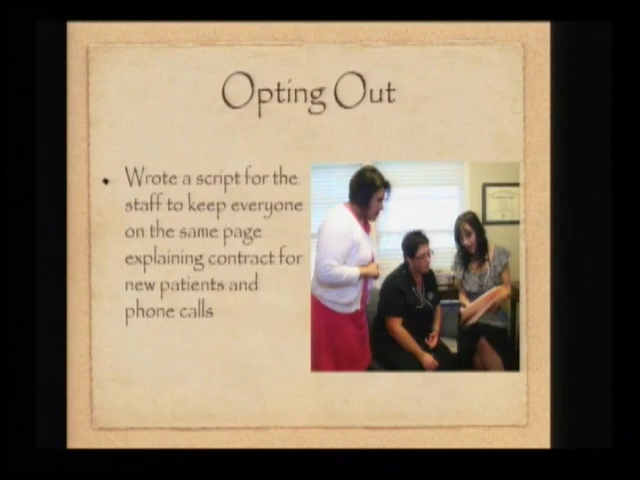 Opting Out
• Wrote a script for the
staff to keep everyone
on the same page
explaining contract for
new patients and
phone calls